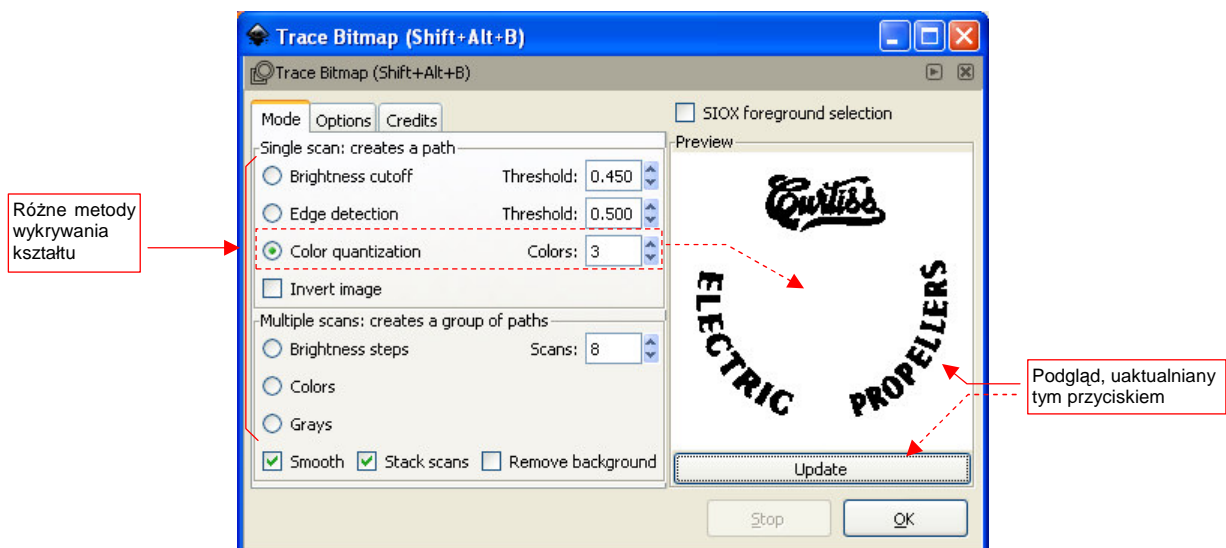 Trace Bitmap (Shift+Alt+B)
Trace Bitmap (Shift+Alt+B)
Mode Options Credits
SIOX foreground selection
Single scan: creates a path
Preview
Brightness cutoff Threshold: 0.450
Edge detection Threshold: 0.500
Color quantization Colors: 3
Invert image
Multiple scans: creates a group of paths
Brightness steps Scans: 8
Colors
Grays
Smooth Stack scans Remove background
Curtiss
ELECTRIC PROPELLERS
Update
Stop OK
Różne metody
wykrywania
kształtu
Podgląd, uaktualniany
tym przyciskiem